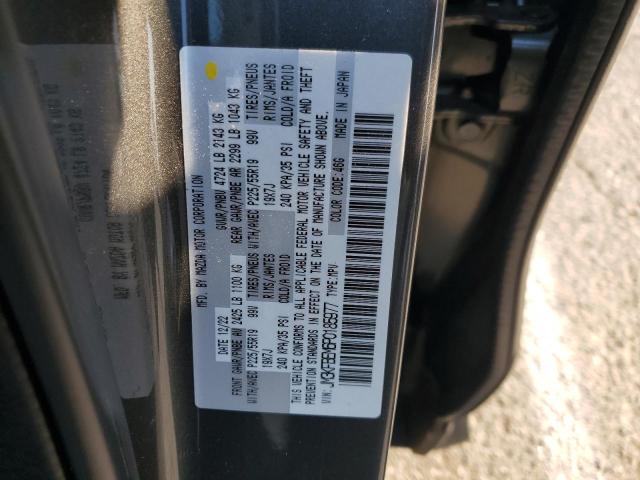 MFD. BY MAZDA MOTOR CORPORATION
DATE 12/22 GVWR/PNBV 4724 LB 2143 KG
FRONT GAWR/PNBE AV 2425 LB 1100 KG REAR GAWR/PNBE AR 2299 LB 1043 KG
WITH/AVEC P225/55R19 99V TIRES/PNEUS WITH/AVEC P225/55R19 99V TIRES/PNEUS
19X7J RIMS/JANTES 19X7J RIMS/JANTES
240 KPA/35 PSI COLD/A FROID 240 KPA/35 PSI COLD/A FROID
THIS VEHICLE CONFORMS TO ALL APPLICABLE FEDERAL MOTOR VEHICLE SAFETY AND THEFT
PREVENTION STANDARDS IN EFFECT ON THE DATE OF MANUFACTURE SHOWN ABOVE.
VIN: TYPE:MPV COLOR CODE:46G MADE IN JAPAN